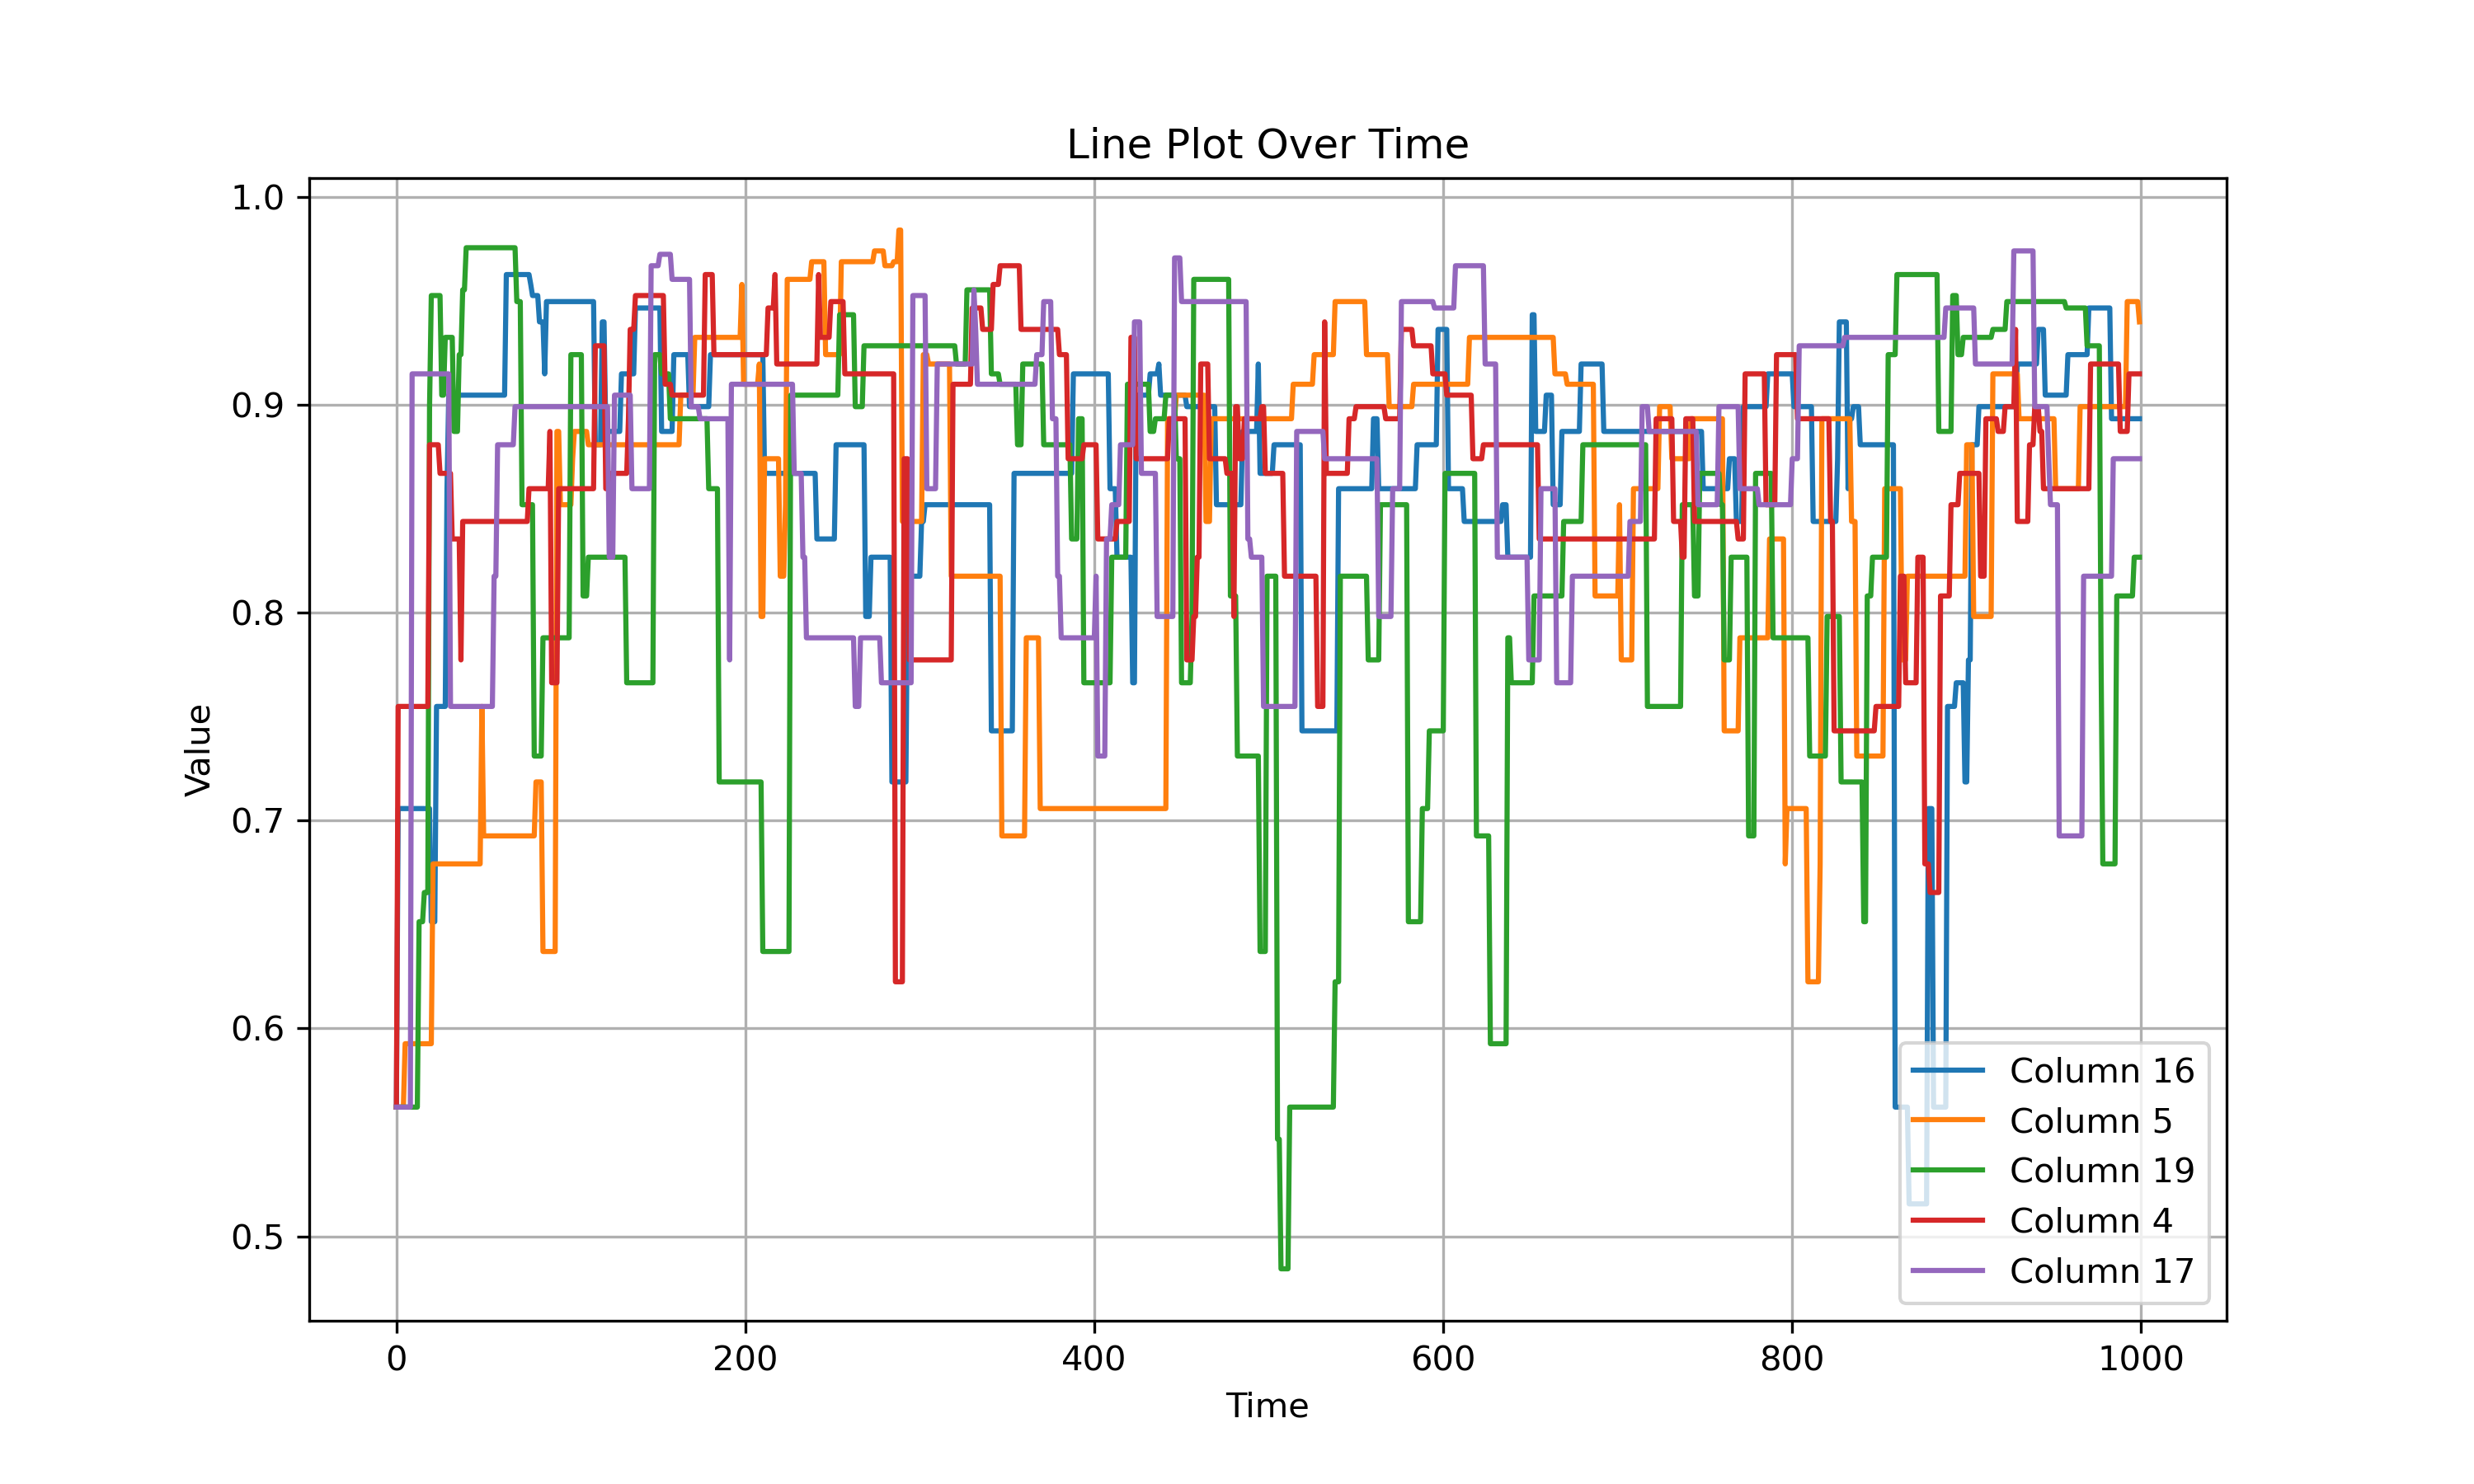 Line Plot Over Time
1.0
0.9
0.8
0.7
0.6
0.5
Value
0 200 400 600 800 1000
Time
Column 16
Column 5
Column 19
Column 4
Column 17